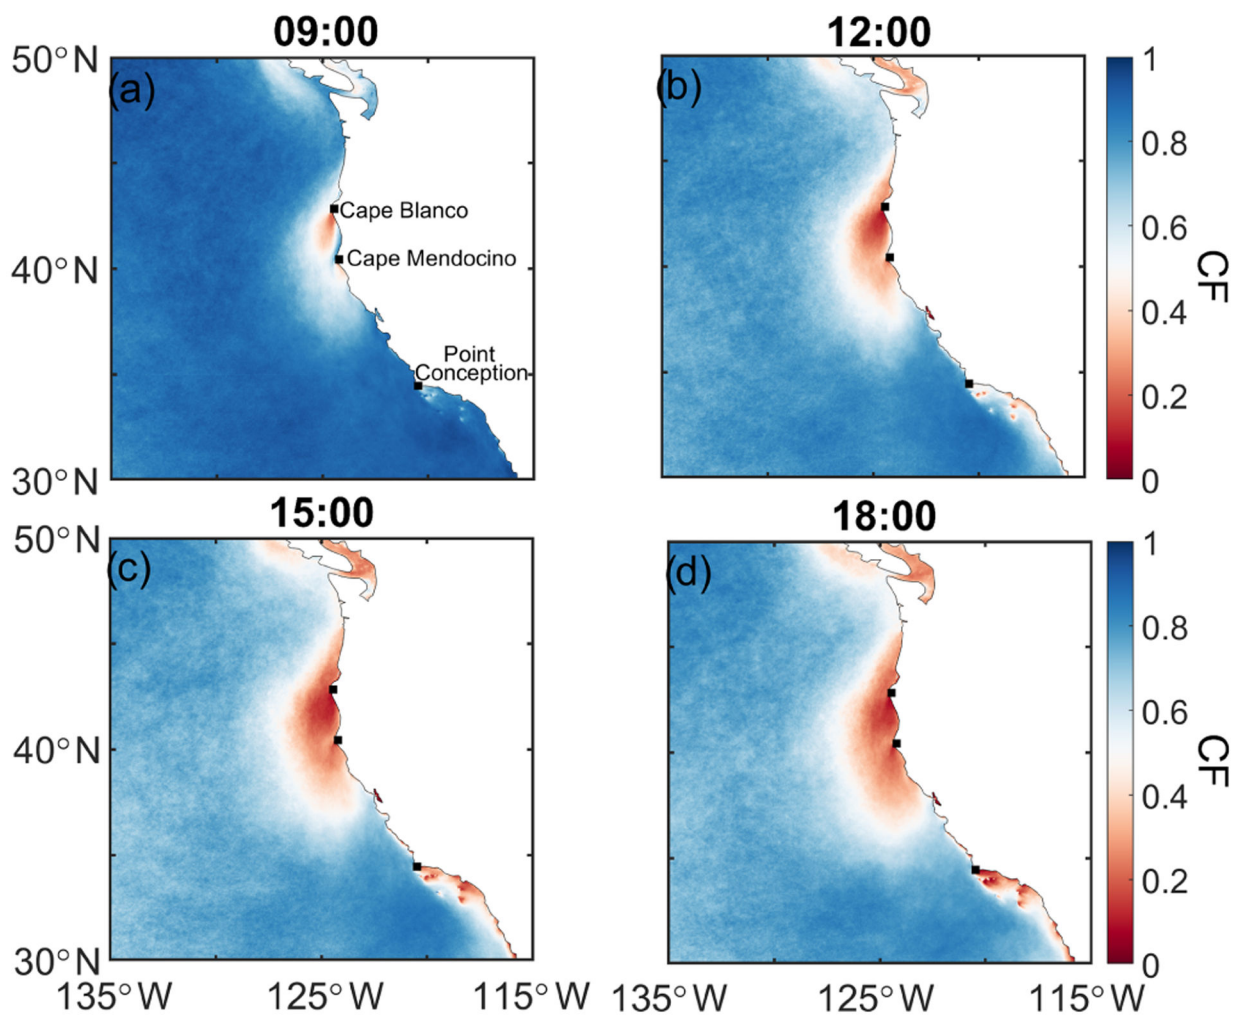 09:00
12:00
50°N
(a)
(b)
1
0.8
Cape Blanco
0.6
Cape Mendocino
40°N
CF
0.4
Point
Conception
0.2
30°N
0
15:00
18:00
50°N
(c)
(d)
1
0.8
0.6
40°N
CF
0.4
0.2
30°N
0
135°W
125°W
115°W
135°W
125°W
115°W